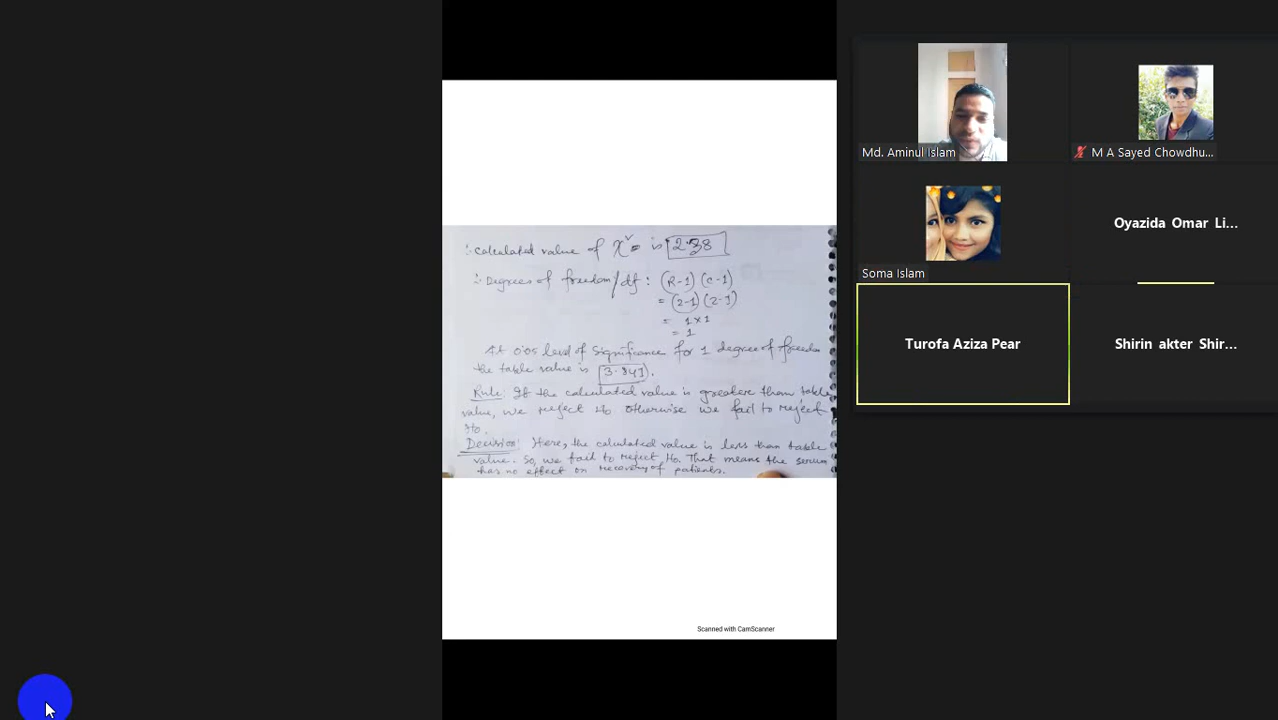 ∴ Calculated value of χ² is 2.38
∴ Degrees of freedom/df : (R-1) (C-1)
= (2-1) (2-1)
= 1×1
= 1
At 0.05 level of significance for 1 degree of freedom
the table value is 3.841.
Rule: If the calculated value is greatere than table
value, we reject Ho otherwise we fail to reject
Ho.
Decision: Here, the calculated value is less than table
value. So, we fail to reject Ho. That means the serum
has no effect on recovery of patients.
Scanned with CamScanner
Md. Aminul Islam
M A Sayed Chowdhu...
Soma Islam
Oyazida Omar Li...
Turofa Aziza Pear
Shirin akter Shir...